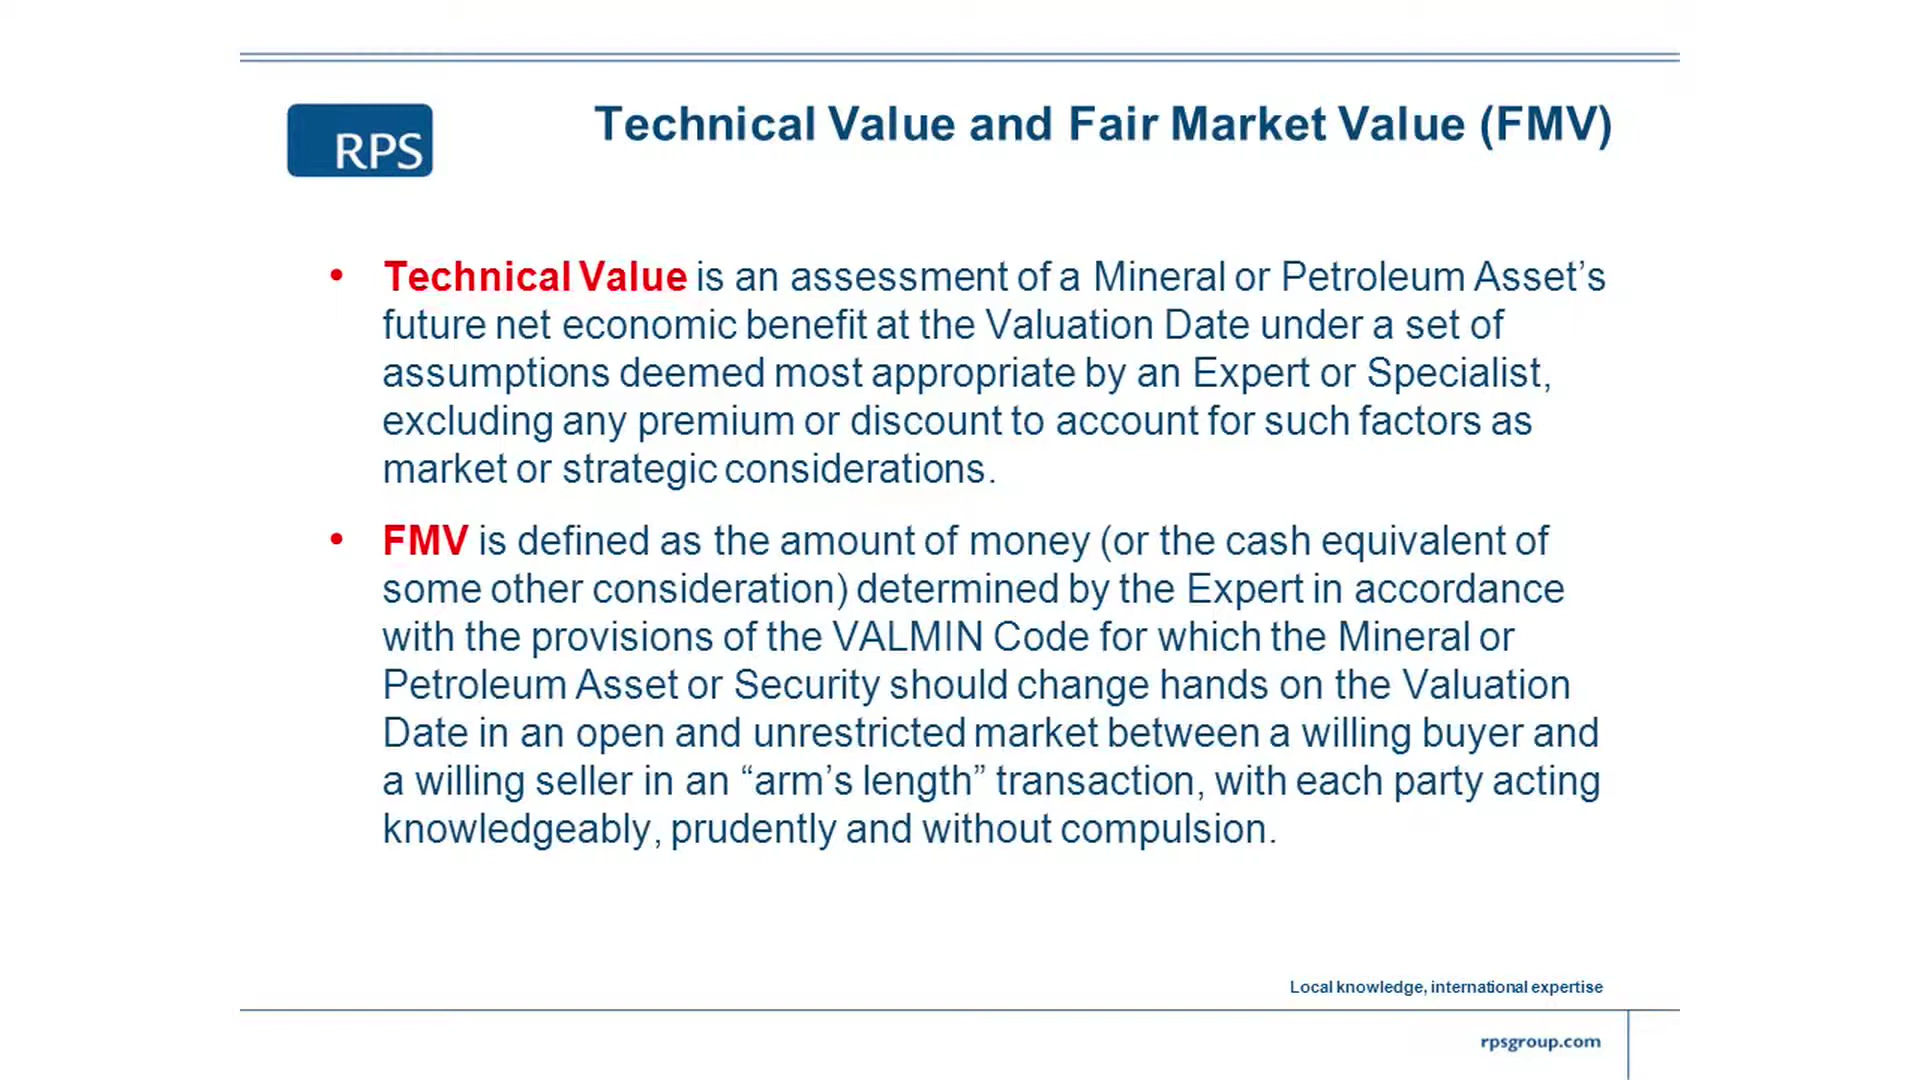 RPS
Technical Value and Fair Market Value (FMV)
• Technical Value is an assessment of a Mineral or Petroleum Asset’s
future net economic benefit at the Valuation Date under a set of
assumptions deemed most appropriate by an Expert or Specialist,
excluding any premium or discount to account for such factors as
market or strategic considerations.
• FMV is defined as the amount of money (or the cash equivalent of
some other consideration) determined by the Expert in accordance
with the provisions of the VALMIN Code for which the Mineral or
Petroleum Asset or Security should change hands on the Valuation
Date in an open and unrestricted market between a willing buyer and
a willing seller in an “arm’s length” transaction, with each party acting
knowledgeably, prudently and without compulsion.
Local knowledge, international expertise
rpsgroup.com